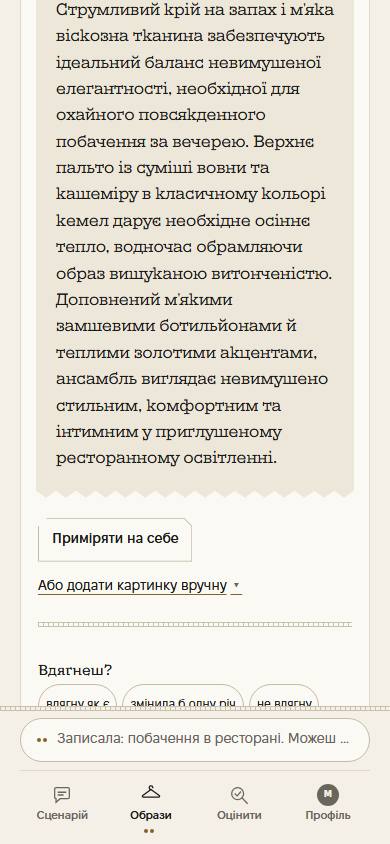 Струмливий крій на запах і м'яка
віскозна тканина забезпечують
ідеальний баланс невимушеної
елегантності, необхідної для
охайного повсякденного
побачення за вечерею. Верхнє
пальто із суміші вовни та
кашеміру в класичному кольорі
кемел дарує необхідне осіннє
тепло, водночас обрамляючи
образ вишуканою витонченістю.
Доповнений м'якими
замшевими ботильйонами й
теплими золотими акцентами,
ансамбль виглядає невимушено
стильним, комфортним та
інтимним у приглушеному
ресторанному освітленні.
Приміряти на себе
Або додати картинку вручну
Вдягнеш?
вдягну як є змінила б одну річ не вдягну
Записала: побачення в ресторані. Можеш ...
Сценарій Образи Оцінити М Профіль